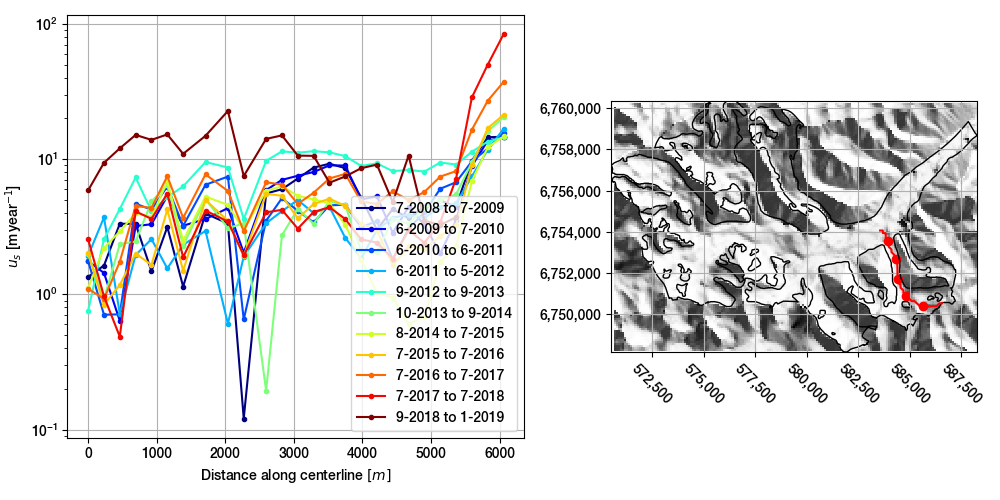 10²
10¹
10⁰
10⁻¹
u_s [m year⁻¹]
0
1000
2000
3000
4000
5000
6000
Distance along centerline [m]
7-2008 to 7-2009
6-2009 to 7-2010
6-2010 to 6-2011
6-2011 to 5-2012
9-2012 to 9-2013
10-2013 to 9-2014
8-2014 to 7-2015
7-2015 to 7-2016
7-2016 to 7-2017
7-2017 to 7-2018
9-2018 to 1-2019
6,760,000
6,758,000
6,756,000
6,754,000
6,752,000
6,750,000
572,500
575,000
577,500
580,000
582,500
585,000
587,500